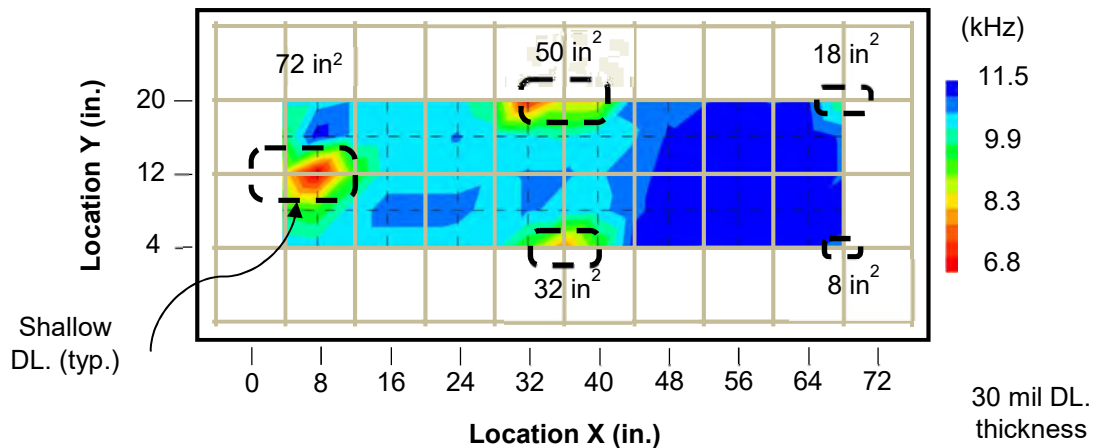 (kHz)
72 in²
50 in²
18 in²
11.5
20
9.9
12
8.3
4
6.8
Location Y (in.)
32 in²
8 in²
Shallow
DL. (typ.)
0 8 16 24 32 40 48 56 64 72
Location X (in.)
30 mil DL.
thickness